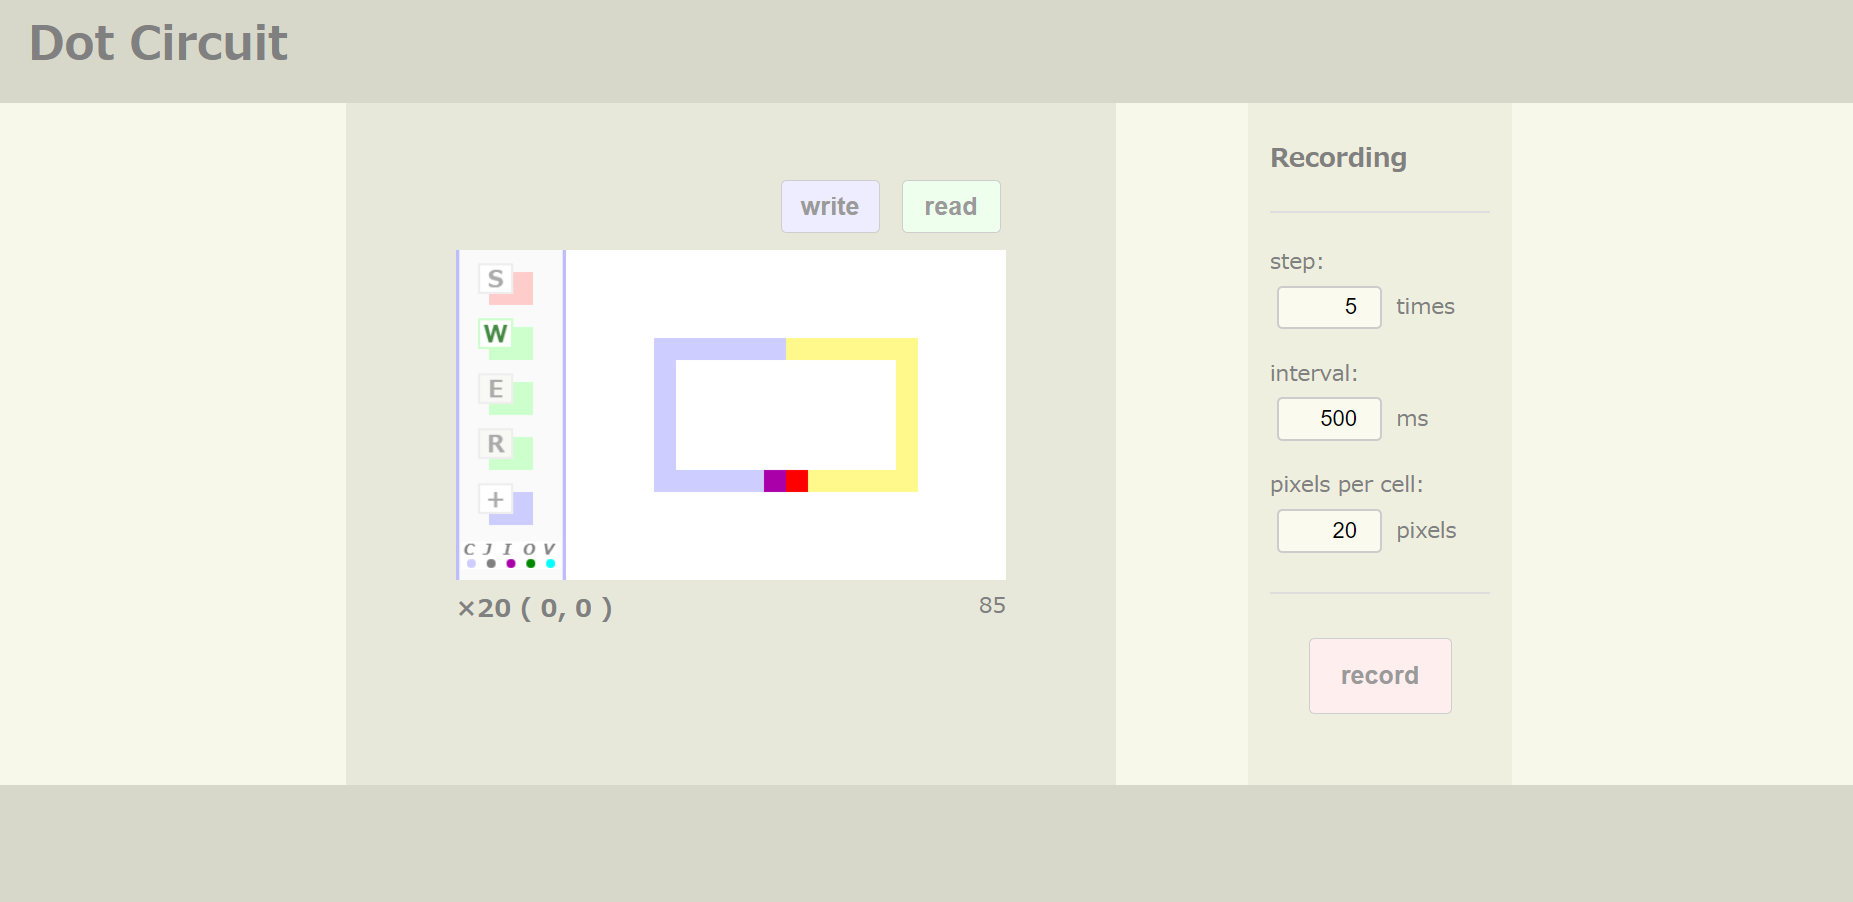 Dot Circuit
write read
S
W
E
R
+
C J I O V
×20 ( 0, 0 )
85
Recording
step:
5 times
interval:
500 ms
pixels per cell:
20 pixels
record